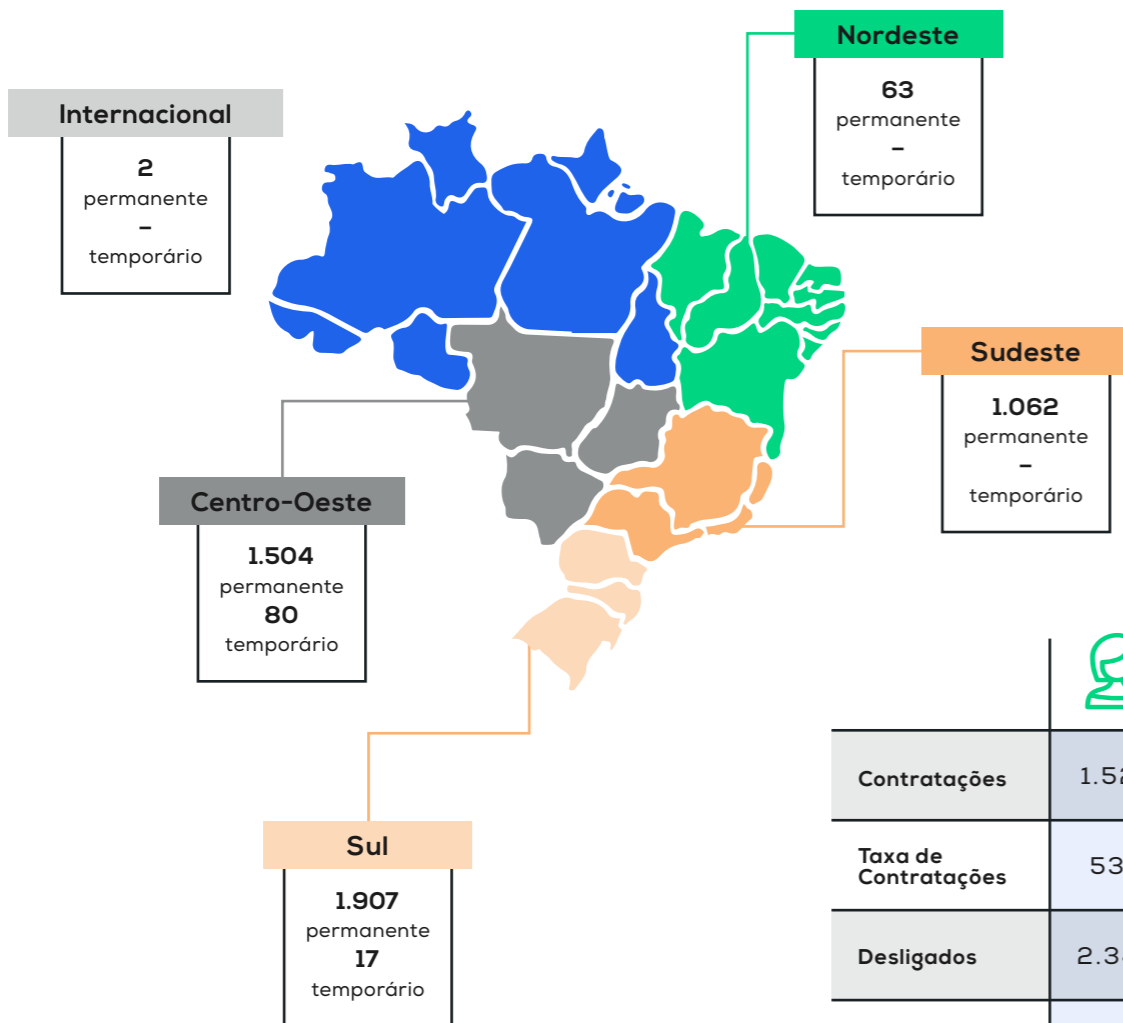 Nordeste
63
permanente
–
temporário
Internacional
2
permanente
–
temporário
Sudeste
1.062
permanente
–
temporário
Centro-Oeste
1.504
permanente
80
temporário
Sul
1.907
permanente
17
temporário
Contratações
Taxa de
Contratações
Desligados